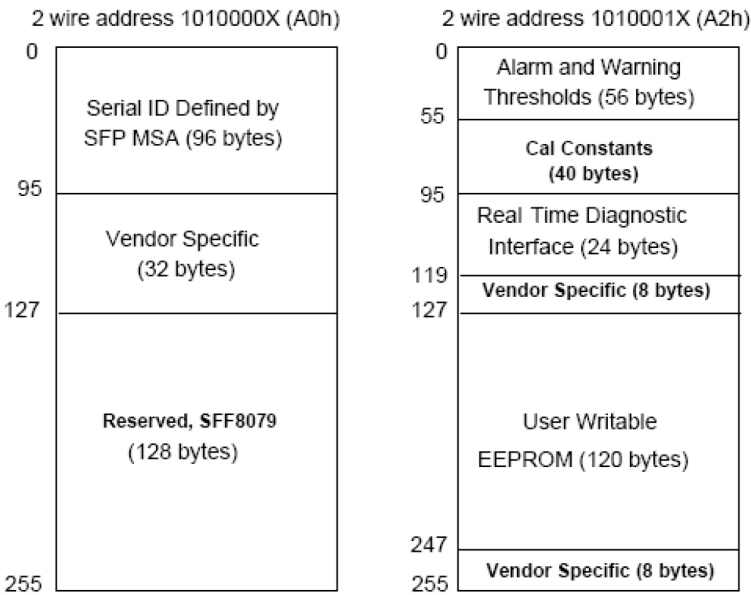 2 wire address 1010000X (A0h)
0
Serial ID Defined by
SFP MSA (96 bytes)
95
Vendor Specific
(32 bytes)
127
Reserved, SFF8079
(128 bytes)
255
2 wire address 1010001X (A2h)
0
Alarm and Warning
Thresholds (56 bytes)
55
Cal Constants
(40 bytes)
95
Real Time Diagnostic
Interface (24 bytes)
119
Vendor Specific (8 bytes)
127
User Writable
EEPROM (120 bytes)
247
Vendor Specific (8 bytes)
255